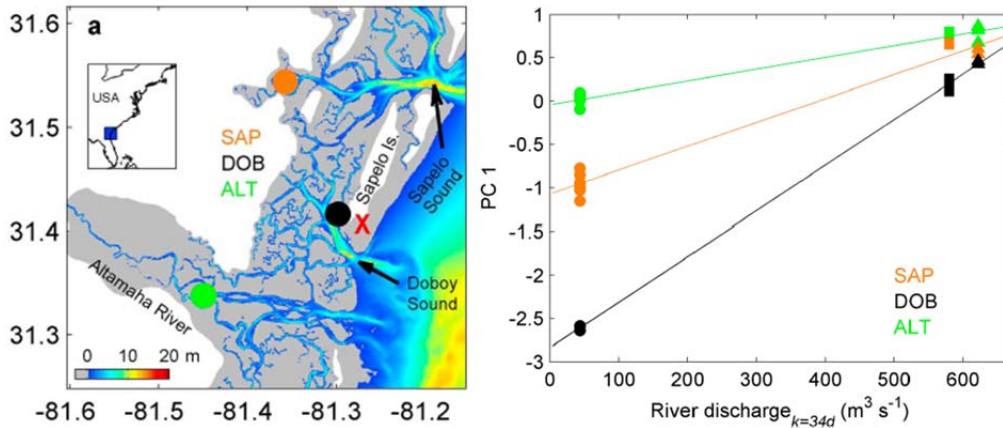 a
31.6
31.5
31.4
31.3
USA
SAP
DOB
ALT
Sapelo Is.
Sapelo
Sound
X
Doboy
Sound
Altamaha River
0 10 20 m
-81.6 -81.5 -81.4 -81.3 -81.2
1
0.5
0
-0.5
-1
-1.5
-2
-2.5
-3
PC 1
SAP
DOB
ALT
0 100 200 300 400 500 600
River discharge k=34d (m³ s⁻¹)